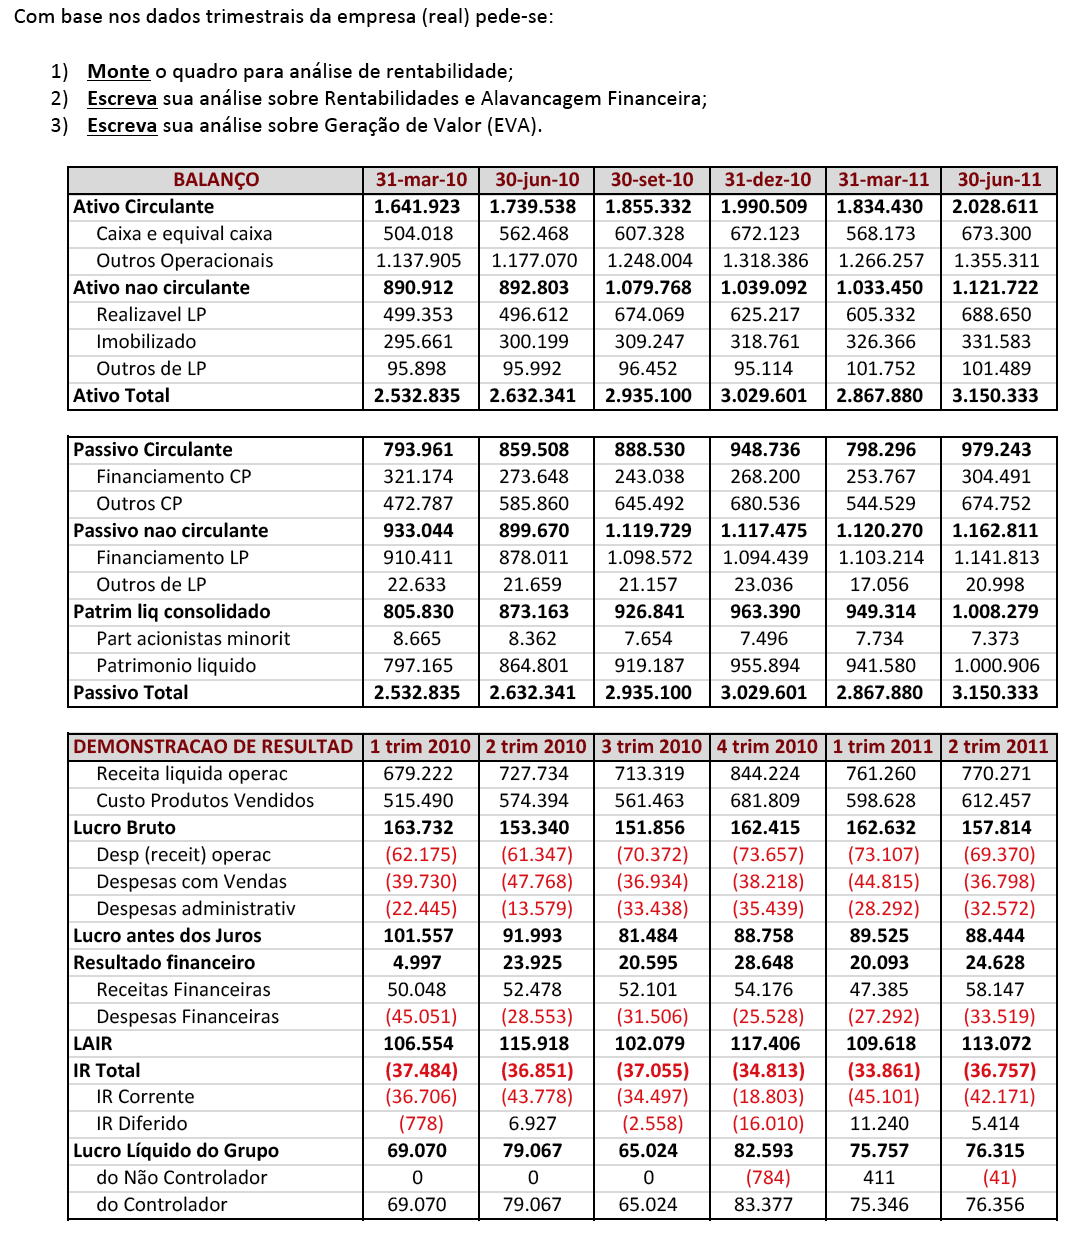 Com base nos dados trimestrais da empresa (real) pede-se:
1) Monte o quadro para análise de rentabilidade;
2) Escreva sua análise sobre Rentabilidades e Alavancagem Financeira;
3) Escreva sua análise sobre Geração de Valor (EVA).
BALANÇO 31-mar-10 30-jun-10 30-set-10 31-dez-10 31-mar-11 30-jun-11
Ativo Circulante 1.641.923 1.739.538 1.855.332 1.990.509 1.834.430 2.028.611
Caixa e equival caixa 504.018 562.468 607.328 672.123 568.173 673.300
Outros Operacionais 1.137.905 1.177.070 1.248.004 1.318.386 1.266.257 1.355.311
Ativo nao circulante 890.912 892.803 1.079.768 1.039.092 1.033.450 1.121.722
Realizavel LP 499.353 496.612 674.069 625.217 605.332 688.650
Imobilizado 295.661 300.199 309.247 318.761 326.366 331.583
Outros de LP 95.898 95.992 96.452 95.114 101.752 101.489
Ativo Total 2.532.835 2.632.341 2.935.100 3.029.601 2.867.880 3.150.333
Passivo Circulante 793.961 859.508 888.530 948.736 798.296 979.243
Financiamento CP 321.174 273.648 243.038 268.200 253.767 304.491
Outros CP 472.787 585.860 645.492 680.536 544.529 674.752
Passivo nao circulante 933.044 899.670 1.119.729 1.117.475 1.120.270 1.162.811
Financiamento LP 910.411 878.011 1.098.572 1.094.439 1.103.214 1.141.813
Outros de LP 22.633 21.659 21.157 23.036 17.056 20.998
Patrim liq consolidado 805.830 873.163 926.841 963.390 949.314 1.008.279
Part acionistas minorit 8.665 8.362 7.654 7.496 7.734 7.373
Patrimonio liquido 797.165 864.801 919.187 955.894 941.580 1.000.906
Passivo Total 2.532.835 2.632.341 2.935.100 3.029.601 2.867.880 3.150.333
DEMONSTRACAO DE RESULTAD 1 trim 2010 2 trim 2010 3 trim 2010 4 trim 2010 1 trim 2011 2 trim 2011
Receita liquida operac 679.222 727.734 713.319 844.224 761.260 770.271
Custo Produtos Vendidos 515.490 574.394 561.463 681.809 598.628 612.457
Lucro Bruto 163.732 153.340 151.856 162.415 162.632 157.814
Desp (receit) operac (62.175) (61.347) (70.372) (73.657) (73.107) (69.370)
Despesas com Vendas (39.730) (47.768) (36.934) (38.218) (44.815) (36.798)
Despesas administrativ (22.445) (13.579) (33.438) (35.439) (28.292) (32.572)
Lucro antes dos Juros 101.557 91.993 81.484 88.758 89.525 88.444
Resultado financeiro 4.997 23.925 20.595 28.648 20.093 24.628
Receitas Financeiras 50.048 52.478 52.101 54.176 47.385 58.147
Despesas Financeiras (45.051) (28.553) (31.506) (25.528) (27.292) (33.519)
LAIR 106.554 115.918 102.079 117.406 109.618 113.072
IR Total (37.484) (36.851) (37.055) (34.813) (33.861) (36.757)
IR Corrente (36.706) (43.778) (34.497) (18.803) (45.101) (42.171)
IR Diferido (778) 6.927 (2.558) (16.010) 11.240 5.414
Lucro Líquido do Grupo 69.070 79.067 65.024 82.593 75.757 76.315
do Não Controlador 0 0 0 (784) 411 (41)
do Controlador 69.070 79.067 65.024 83.377 75.346 76.356